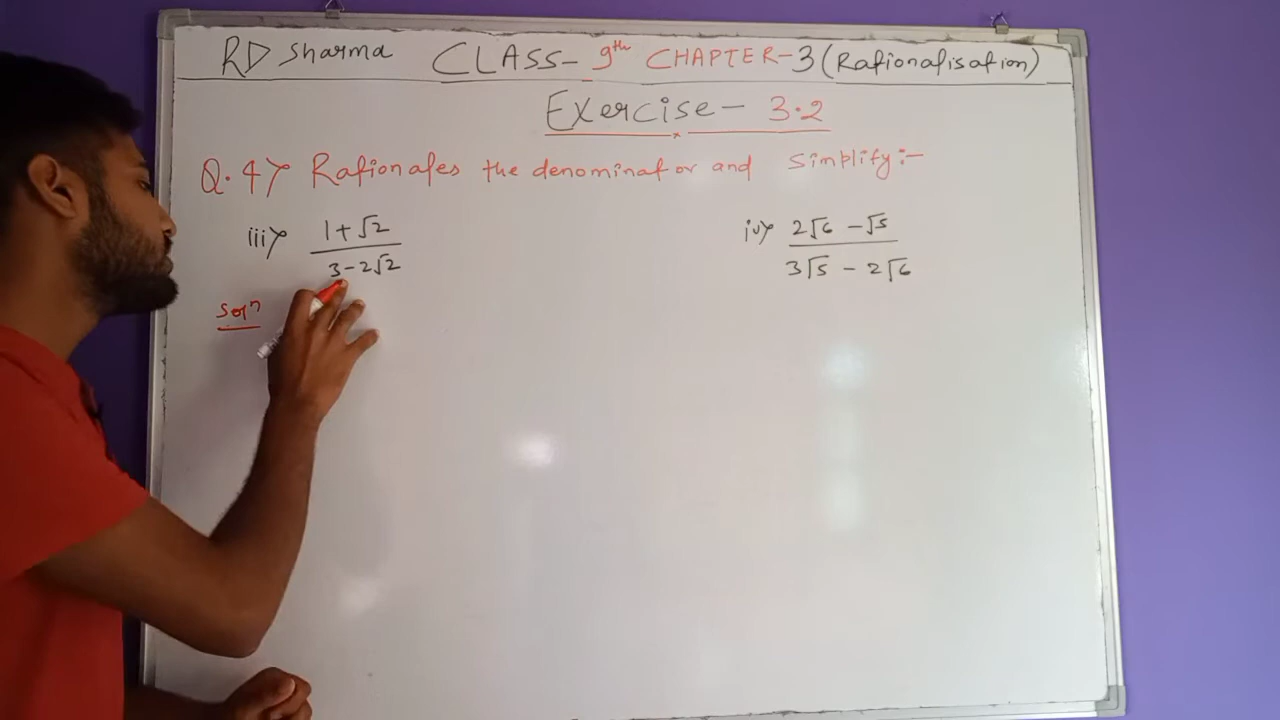 RD Sharma CLASS- 9th CHAPTER-3 (Rationalisation)
Exercise- 3.2
Q.4> Rationales the denominator and Simplify:-
iii> (1+√2)/(3-2√2)
iv> (2√6 -√5)/(3√5 - 2√6)
Solⁿ